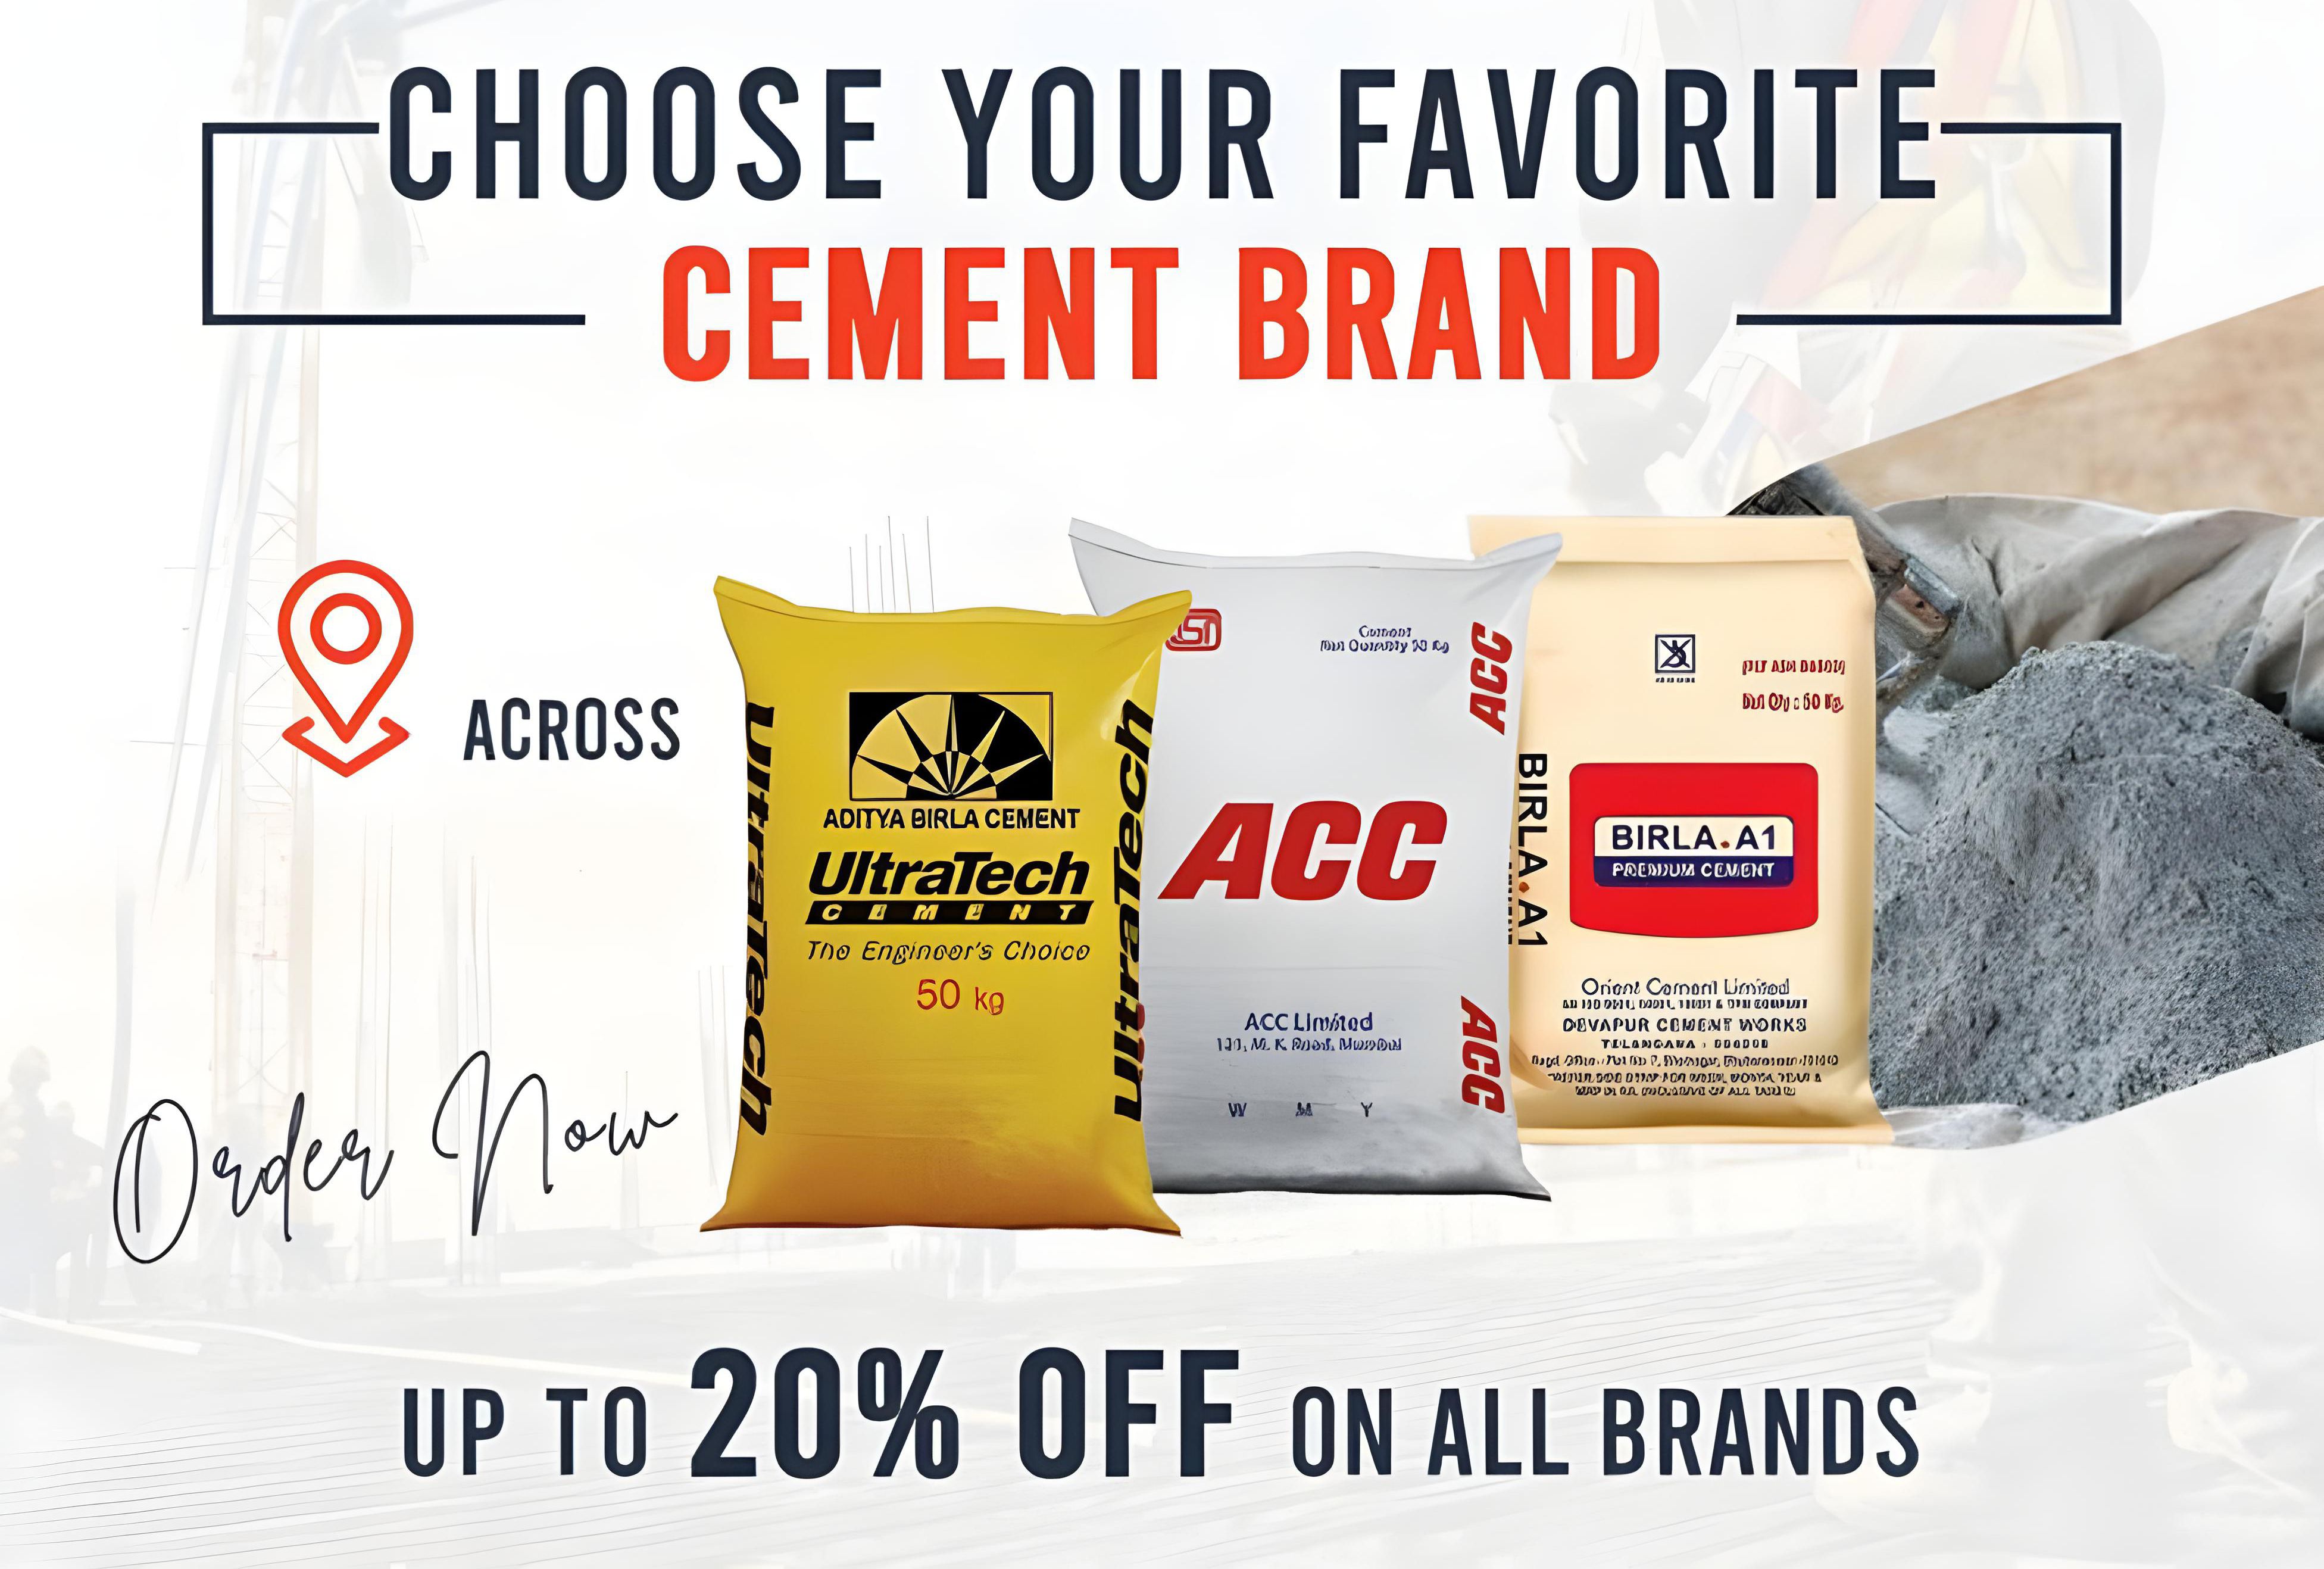 CHOOSE YOUR FAVORITE
CEMENT BRAND
ACROSS
Order Now
UltraTech
ADITYA BIRLA CEMENT
UltraTech
CEMENT
The Engineer's Choice
50 kg
UltraTech
Cement
ACC
ACC
ACC Limited
W M Y
ACC
BIRLA.A1
BIRLA.A1
PREMIUM CEMENT
Orient Cement Limited
DEVAPUR CEMENT WORKS
UP TO 20% OFF ON ALL BRANDS